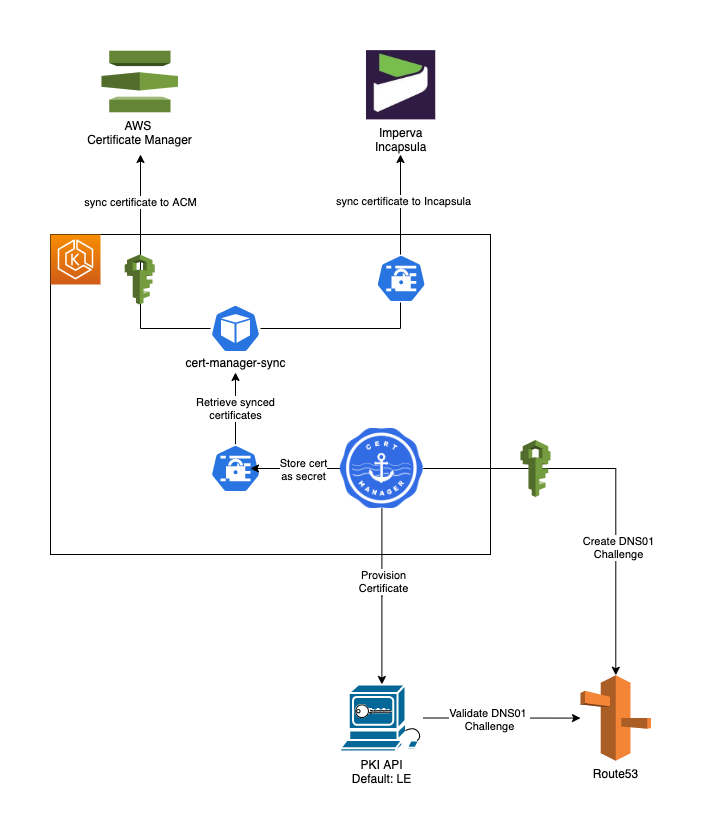 AWS
Certificate Manager
Imperva
Incapsula
sync certificate to ACM
sync certificate to Incapsula
K
cert-manager-sync
Retrieve synced
certificates
Store cert
as secret
CERT
MANAGER
Create DNS01
Challenge
Provision
Certificate
Validate DNS01
Challenge
PKI API
Default: LE
Route53